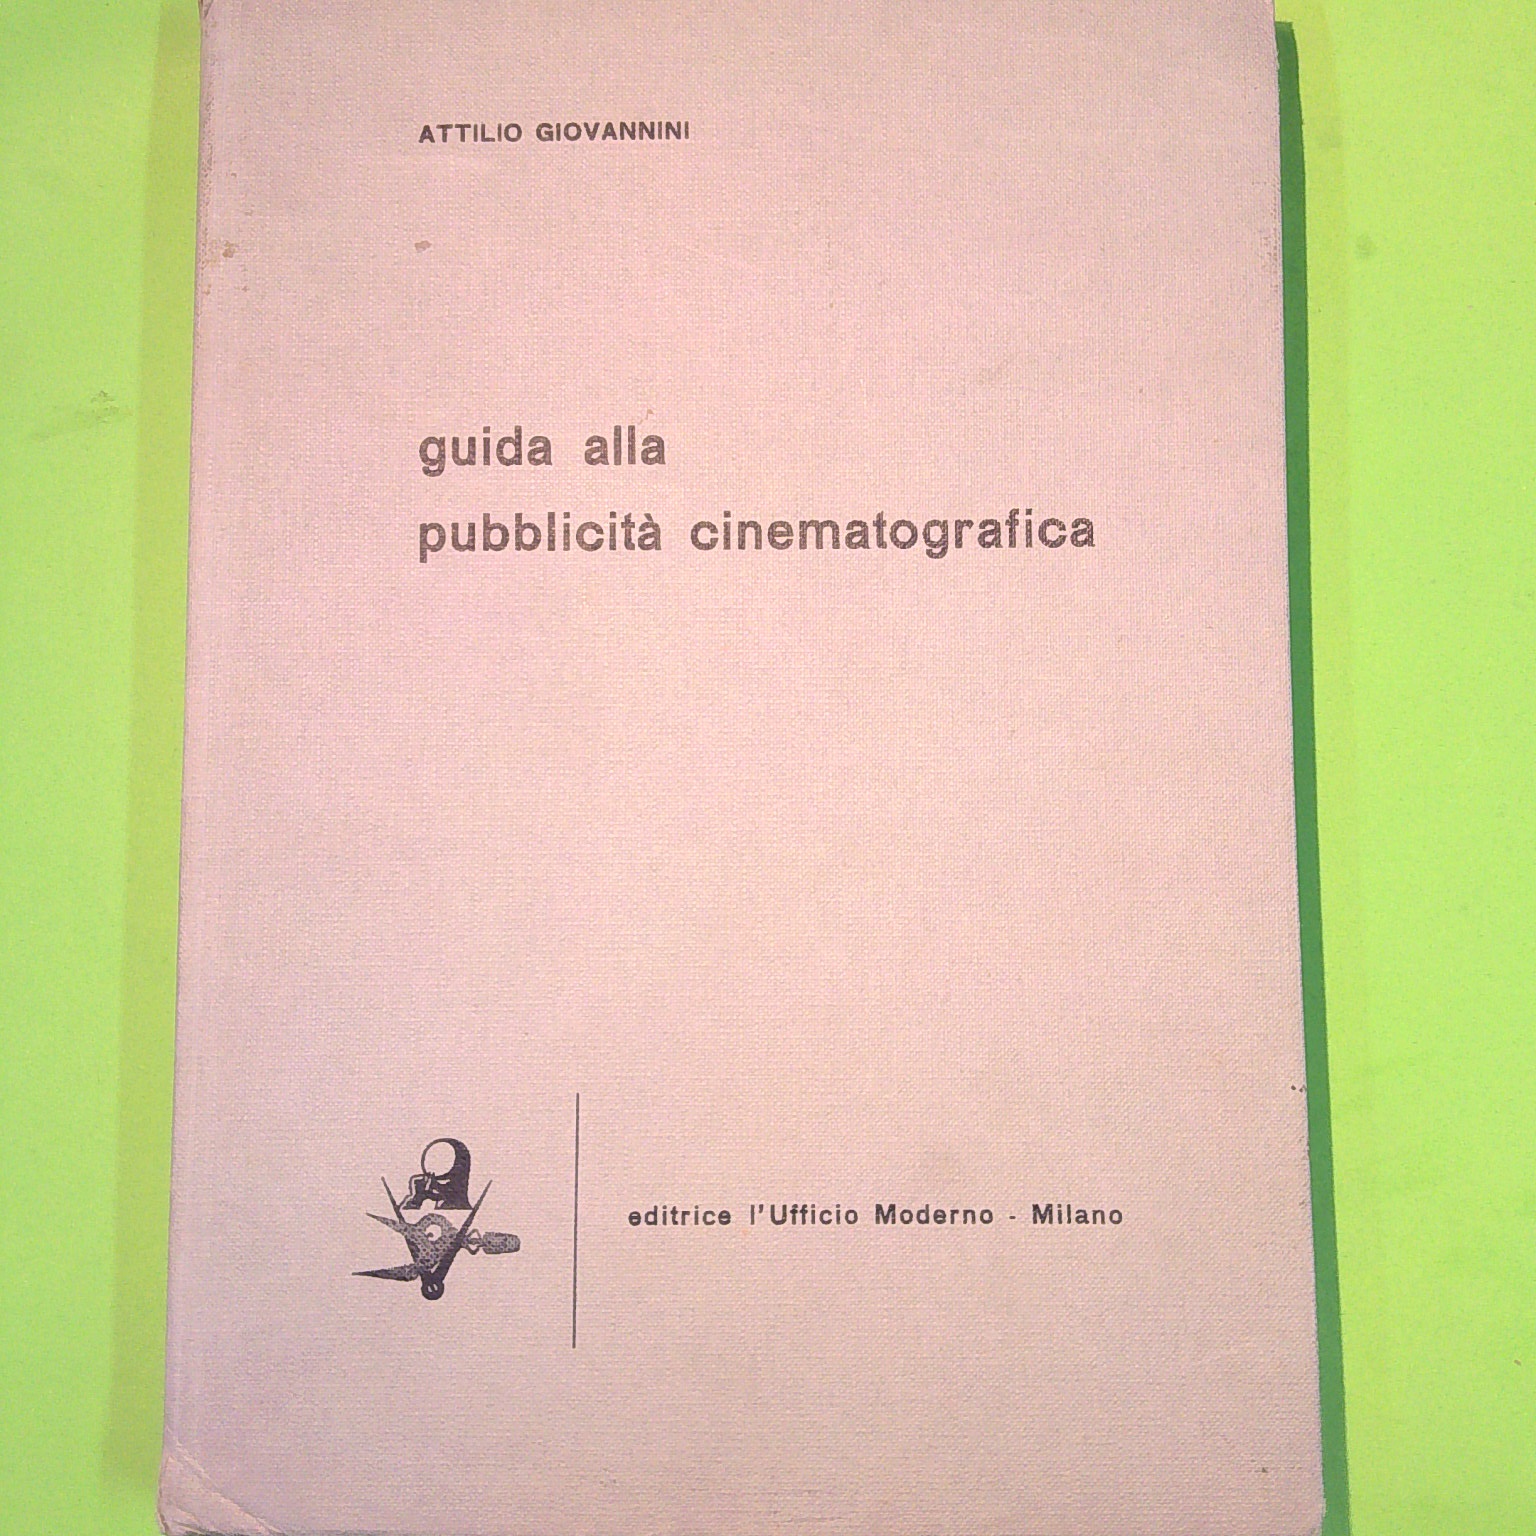 ATTILIO GIOVANNINI
guida alla
pubblicità cinematografica
editrice l'Ufficio Moderno - Milano